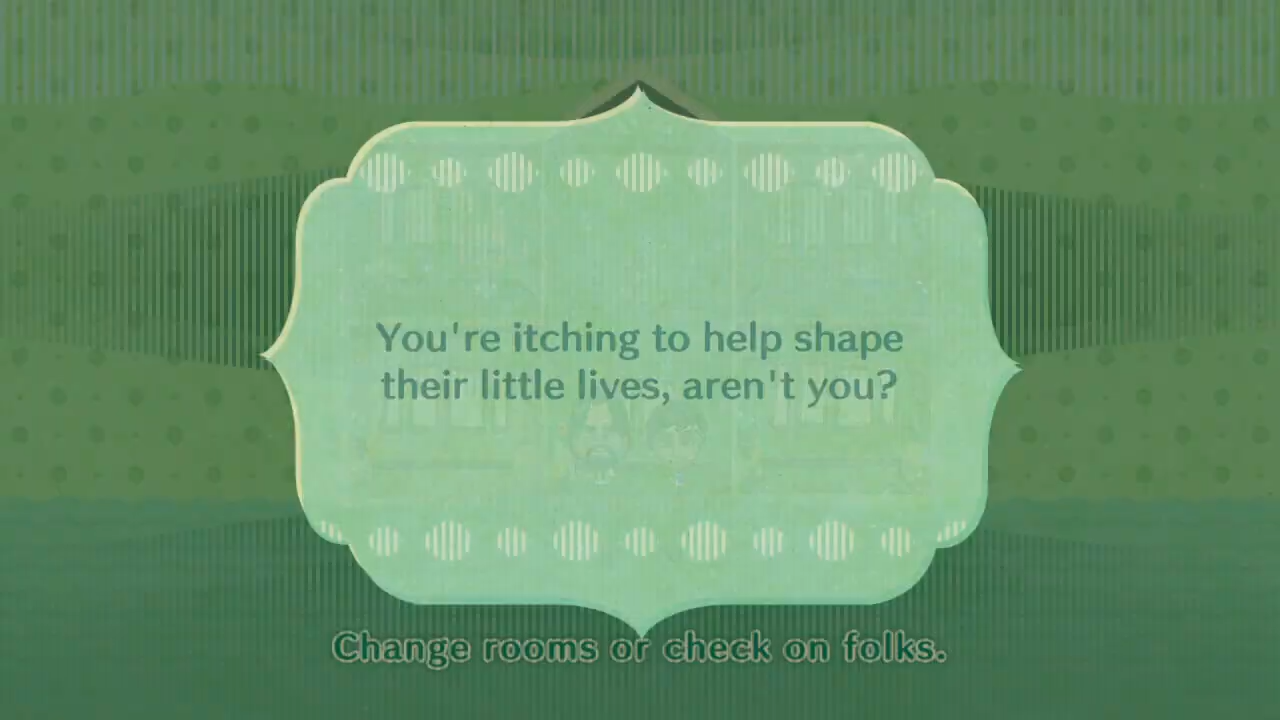 You're itching to help shape
their little lives, aren't you?
Change rooms or check on folks.